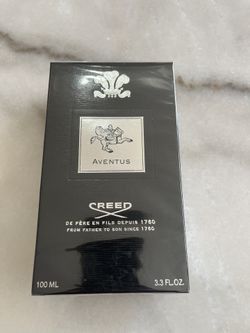 AVENTUS
CREED
DE PÈRE EN FILS DEPUIS 1760
FROM FATHER TO SON SINCE 1760
100 ML 3.3 FL.OZ.